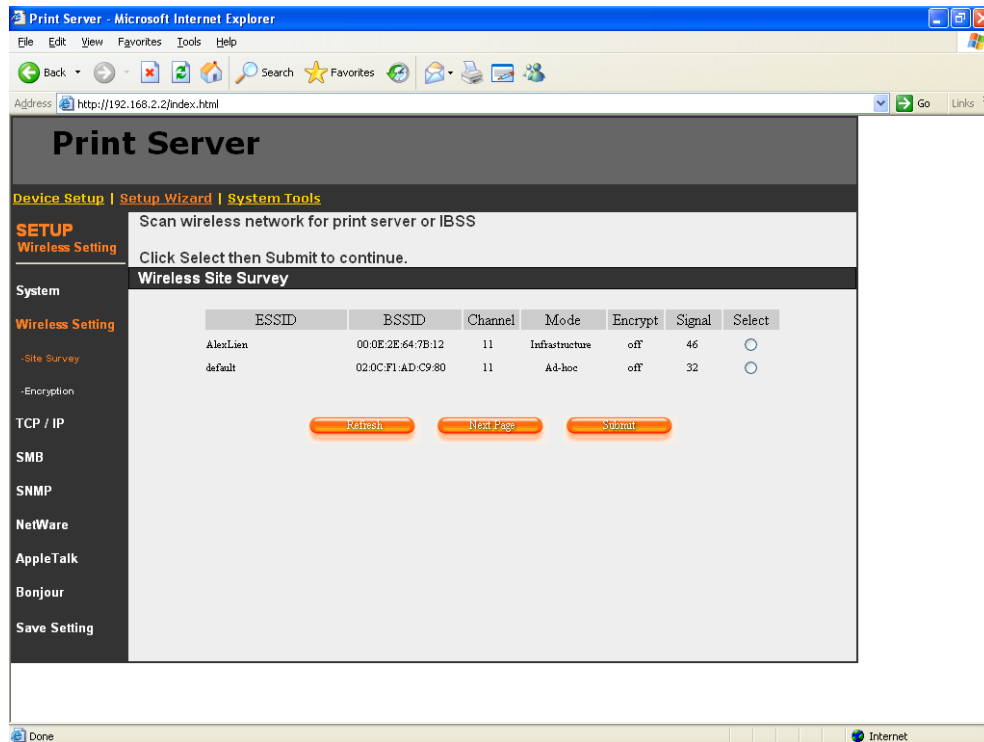 Print Server - Microsoft Internet Explorer
File Edit View Favorites Tools Help
Back Search Favorites
Address http://192.168.2.2/index.html Go Links
Print Server
Device Setup | Setup Wizard | System Tools
SETUP
Wireless Setting
System
Wireless Setting
-Site Survey
-Encryption
TCP / IP
SMB
SNMP
NetWare
AppleTalk
Bonjour
Save Setting
Scan wireless network for print server or IBSS
Click Select then Submit to continue.
Wireless Site Survey
ESSID BSSID Channel Mode Encrypt Signal Select
AlexLien 00:0E:2E:64:7B:12 11 Infrastructure off 46
default 02:0C:F1:AD:C9:80 11 Ad-hoc off 32
Refresh Next Page Submit
Done Internet